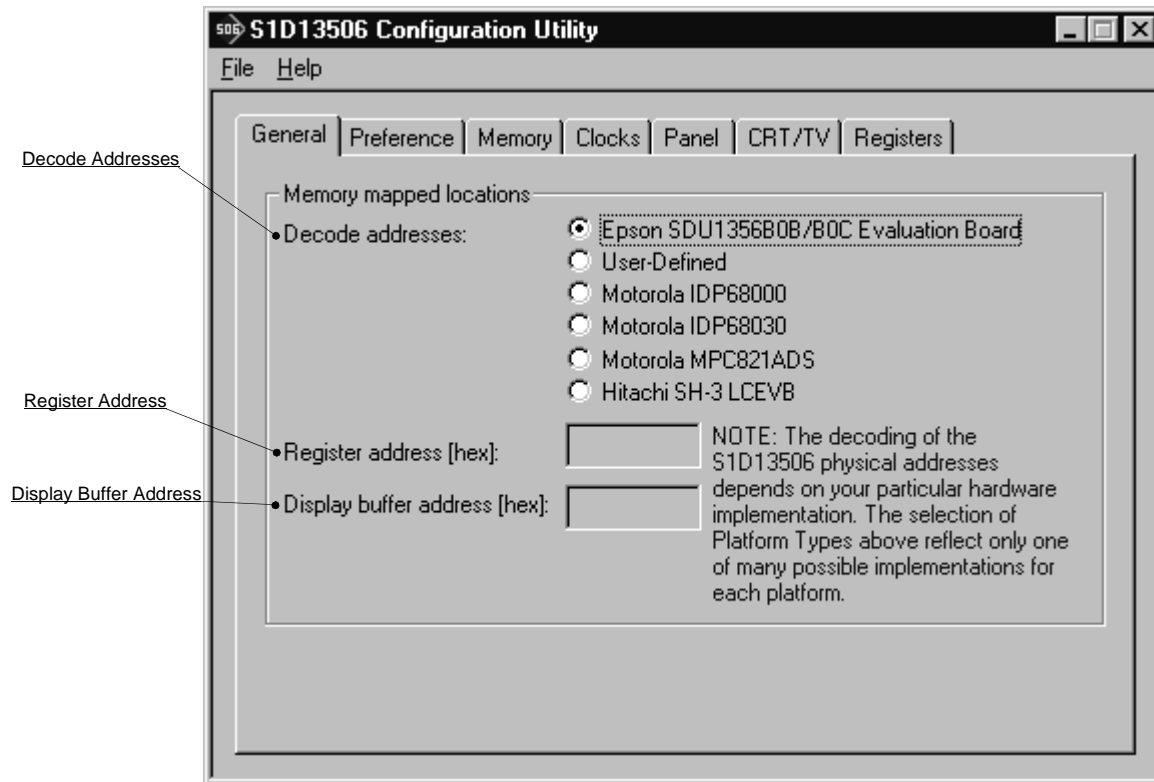 506 S1D13506 Configuration Utility
File Help
General Preference Memory Clocks Panel CRT/TV Registers
Decode Addresses
Memory mapped locations
Decode addresses:
Epson SDU1356B0B/B0C Evaluation Board
User-Defined
Motorola IDP68000
Motorola IDP68030
Motorola MPC821ADS
Hitachi SH-3 LCEVB
Register Address
Register address [hex]:
Display Buffer Address
Display buffer address [hex]:
NOTE: The decoding of the
S1D13506 physical addresses
depends on your particular hardware
implementation. The selection of
Platform Types above reflect only one
of many possible implementations for
each platform.